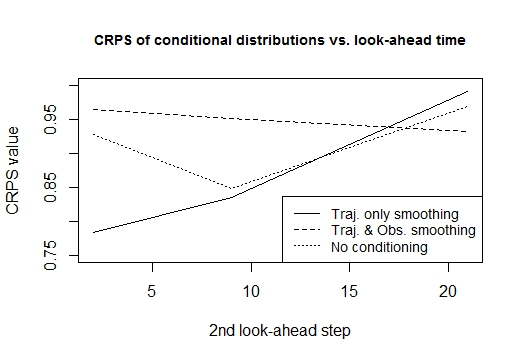 CRPS of conditional distributions vs. look-ahead time
CRPS value
0.95
0.85
0.75
Traj. only smoothing
Traj. & Obs. smoothing
No conditioning
5 10 15 20
2nd look-ahead step